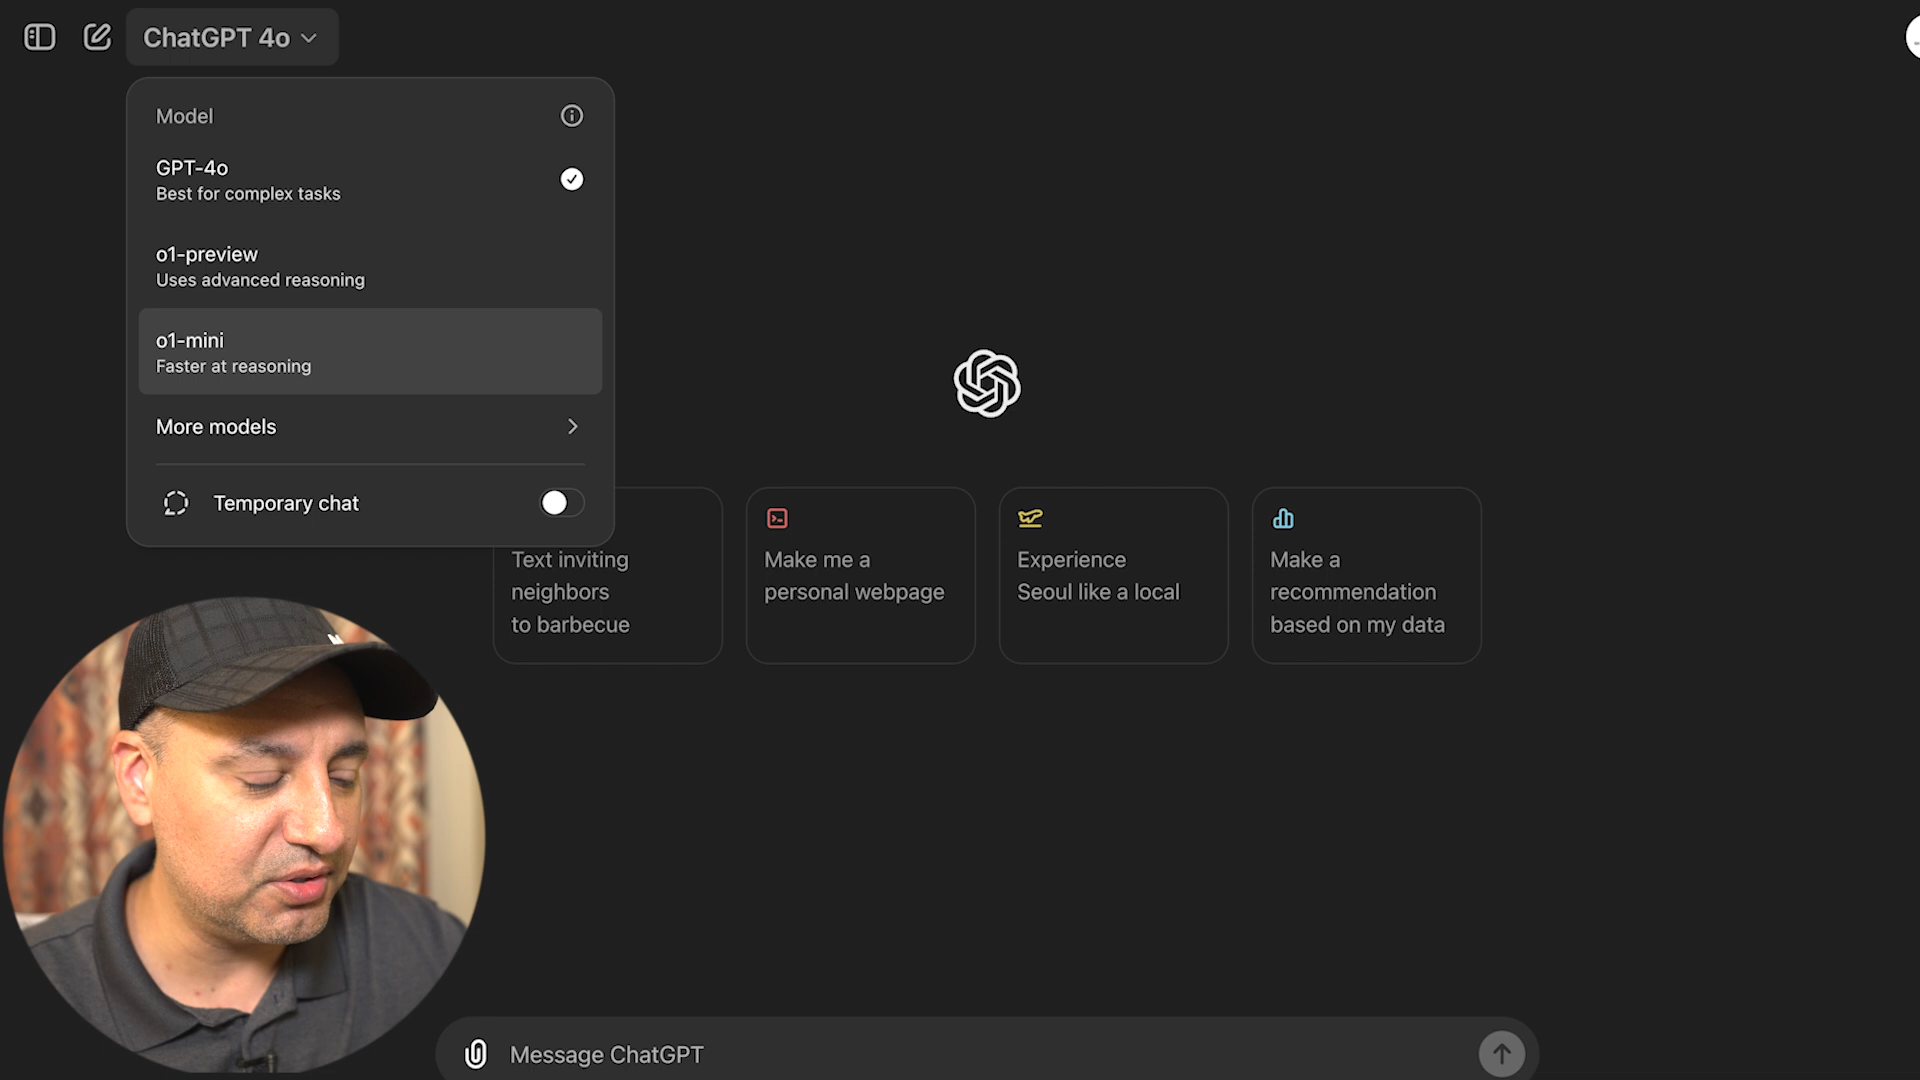 ChatGPT 4o
Model
GPT-4o
Best for complex tasks
o1-preview
Uses advanced reasoning
o1-mini
Faster at reasoning
More models
Temporary chat
Text inviting
neighbors
to barbecue
Make me a
personal webpage
Experience
Seoul like a local
Make a
recommendation
based on my data
Message ChatGPT